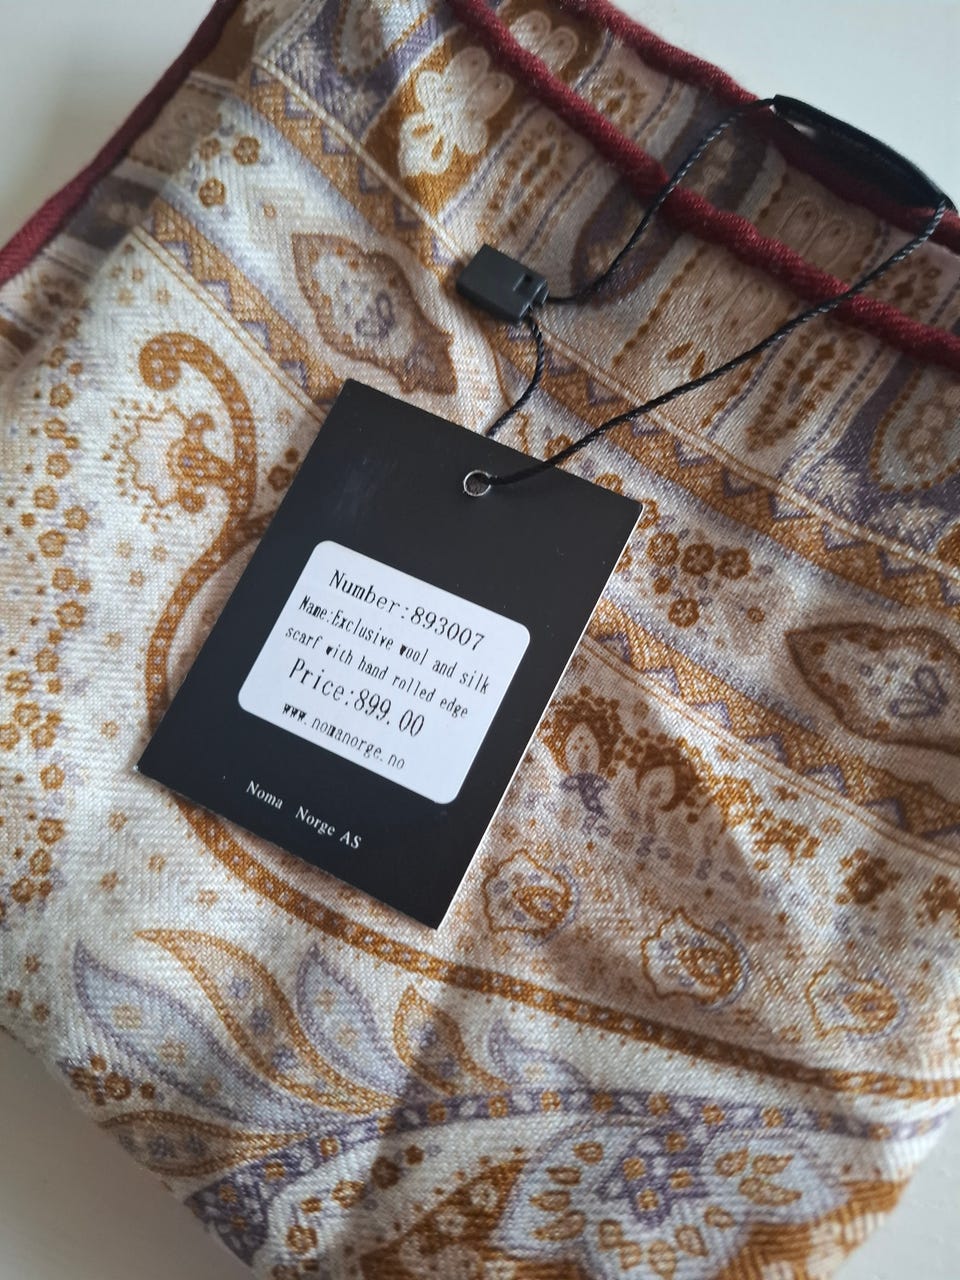 Number:893007
Name:Exclusive wool and silk
scarf with hand rolled edge
Price:899.00
www.nomanorge.no
Noma Norge AS